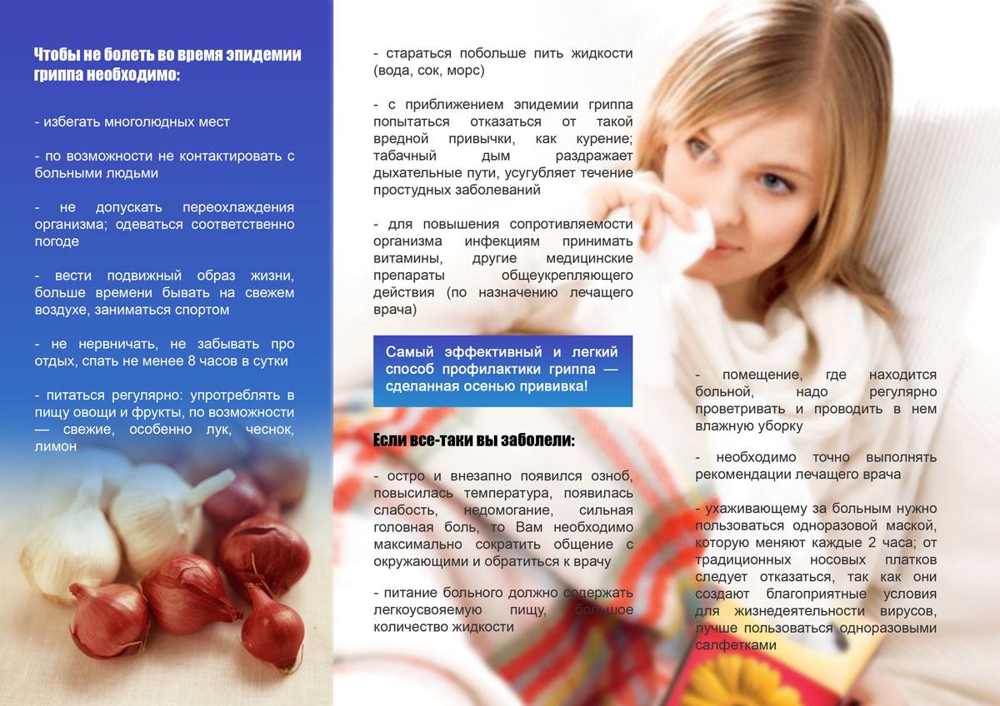 Чтобы не болеть во время эпидемии
гриппа необходимо:
- избегать многолюдных мест
- по возможности не контактировать с
больными людьми
- не допускать переохлаждения
организма; одеваться соответственно
погоде
- вести подвижный образ жизни,
больше времени бывать на свежем
воздухе, заниматься спортом
- не нервничать, не забывать про
отдых, спать не менее 8 часов в сутки
- питаться регулярно: упротреблять в
пищу овощи и фрукты, по возможности
— свежие, особенно лук, чеснок,
лимон
- стараться побольше пить жидкости
(вода, сок, морс)
- с приближением эпидемии гриппа
попытаться отказаться от такой
вредной привычки, как курение;
табачный дым раздражает
дыхательные пути, усугубляет течение
простудных заболеваний
- для повышения сопротивляемости
организма инфекциям принимать
витамины, другие медицинские
препараты общеукрепляющего
действия (по назначению лечащего
врача)
Самый эффективный и легкий
способ профилактики гриппа —
сделанная осенью прививка!
Если все-таки вы заболели:
- остро и внезапно появился озноб,
повысилась температура, появилась
слабость, недомогание, сильная
головная боль, то Вам необходимо
максимально сократить общение с
окружающими и обратиться к врачу
- питание больного должно содержать
легкоусвояемую пищу, большое
количество жидкости
- помещение, где находится
больной, надо регулярно
проветривать и проводить в нем
влажную уборку
- необходимо точно выполнять
рекомендации лечащего врача
- ухаживающему за больным нужно
пользоваться одноразовой маской,
которую меняют каждые 2 часа; от
традиционных носовых платков
следует отказаться, так как они
создают благоприятные условия
для жизнедеятельности вирусов,
лучше пользоваться одноразовыми
салфетками